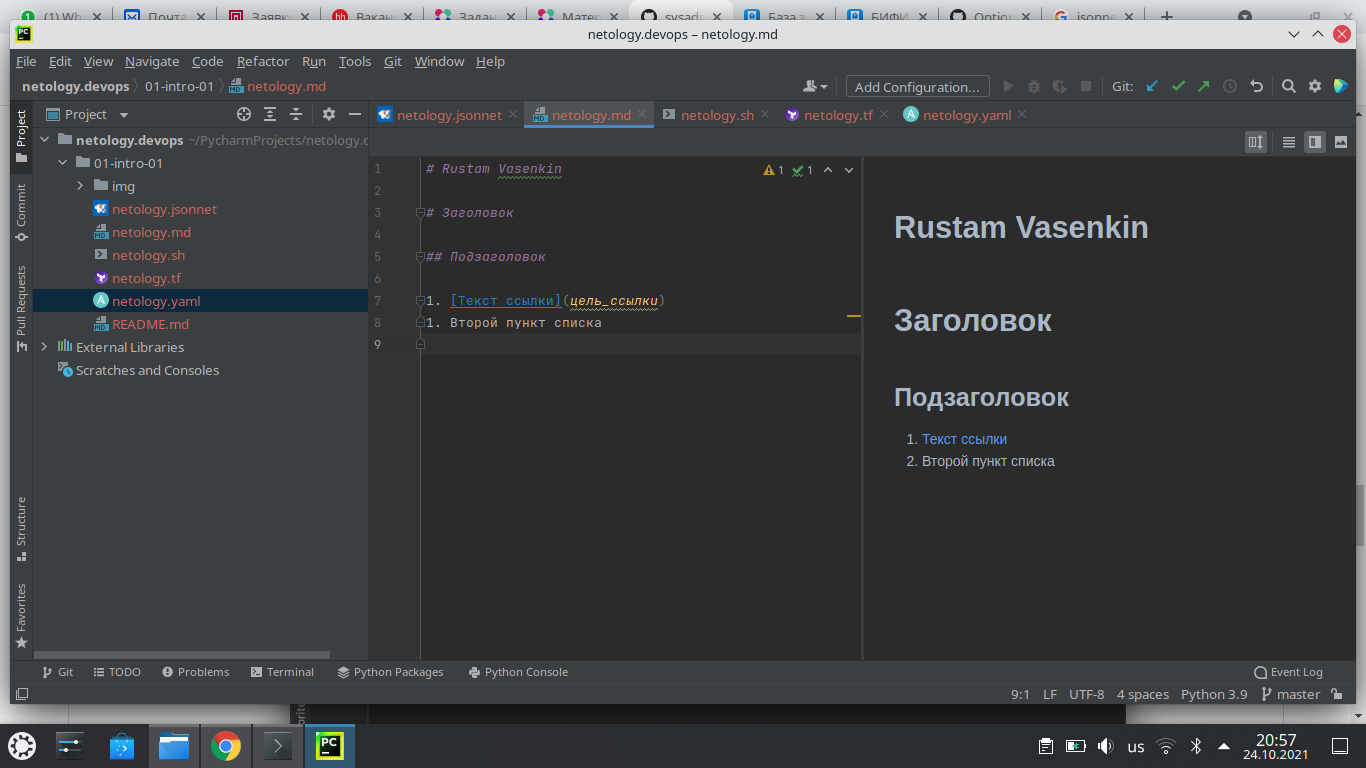 (1) Wh
Почта
Заявк
Вакан
Задан
Матер
sysadr
База з
БИФИ
Option
jsonne
netology.devops – netology.md
File Edit View Navigate Code Refactor Run Tools Git Window Help
netology.devops 01-intro-01 netology.md
Add Configuration...
Git:
Project
netology.jsonnet
netology.md
netology.sh
netology.tf
netology.yaml
Project
Commit
Pull Requests
Structure
Favorites
netology.devops ~/PycharmProjects/netology.c
01-intro-01
img
netology.jsonnet
netology.md
netology.sh
netology.tf
netology.yaml
README.md
External Libraries
Scratches and Consoles
1 # Rustam Vasenkin
2
3 # Заголовок
4
5 ## Подзаголовок
6
7 1. [Текст ссылки](цель_ссылки)
8 1. Второй пункт списка
9
1 1
Rustam Vasenkin
Заголовок
Подзаголовок
1. Текст ссылки
2. Второй пункт списка
Git TODO Problems Terminal Python Packages Python Console Event Log
9:1 LF UTF-8 4 spaces Python 3.9 master
PC
us
20:57
24.10.2021